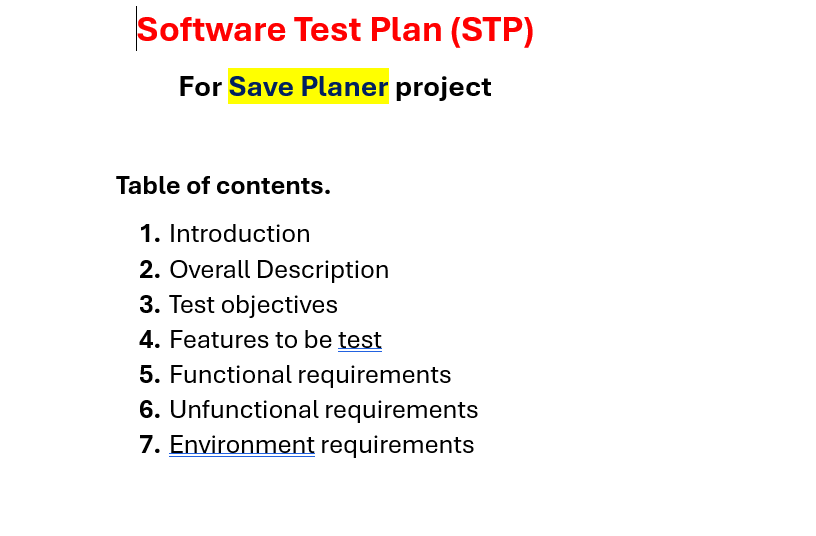 Software Test Plan (STP)
For Save Planer project
Table of contents.
1. Introduction
2. Overall Description
3. Test objectives
4. Features to be test
5. Functional requirements
6. Unfunctional requirements
7. Environment requirements